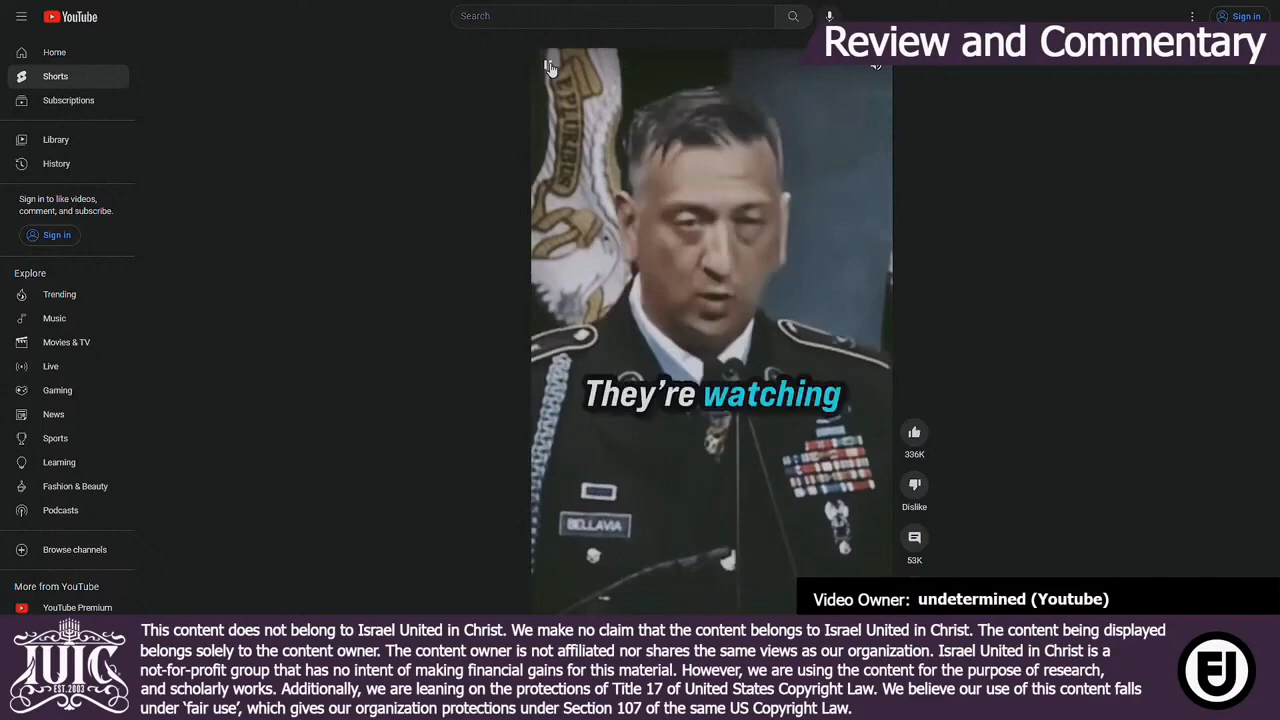 YouTube
Search
Sign in
Review and Commentary
Home
Shorts
Subscriptions
Library
History
Sign in to like videos,
comment, and subscribe.
Sign in
Explore
Trending
Music
Movies & TV
Live
Gaming
News
Sports
Learning
Fashion & Beauty
Podcasts
Browse channels
More from YouTube
YouTube Premium
PLURIBUS
They're watching
BELLAVIA
336K
Dislike
53K
Video Owner: undetermined (Youtube)
IUIC
EST.2003
This content does not belong to Israel United in Christ. We make no claim that the content belongs to Israel United in Christ. The content being displayed
belongs solely to the content owner. The content owner is not affiliated nor shares the same views as our organization. Israel United in Christ is a
not-for-profit group that has no intent of making financial gains for this material. However, we are using the content for the purpose of research,
and scholarly works. Additionally, we are leaning on the protections of Title 17 of United States Copyright Law. We believe our use of this content falls
under 'fair use', which gives our organization protections under Section 107 of the same US Copyright Law.